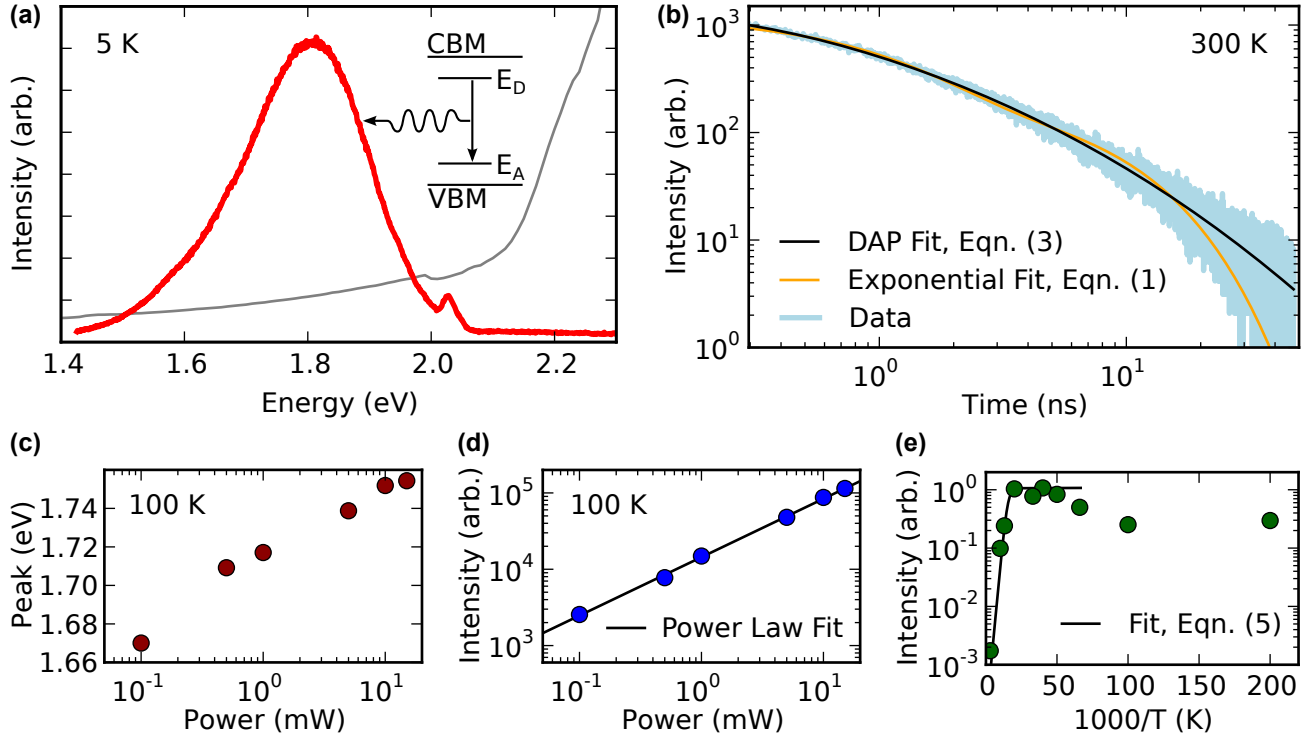 (a)
5 K
CBM
E_D
E_A
VBM
Intensity (arb.)
1.4 1.6 1.8 2.0 2.2
Energy (eV)
(b)
300 K
10^3
10^2
10^1
10^0
Intensity (arb.)
DAP Fit, Eqn. (3)
Exponential Fit, Eqn. (1)
Data
10^0 10^1
Time (ns)
(c)
100 K
1.74
1.72
1.70
1.68
1.66
Peak (eV)
10^-1 10^0 10^1
Power (mW)
(d)
100 K
10^5
10^4
10^3
Intensity (arb.)
Power Law Fit
10^-1 10^0 10^1
Power (mW)
(e)
10^0
10^-1
10^-2
10^-3
Intensity (arb.)
Fit, Eqn. (5)
0 50 100 150 200
1000/T (K)